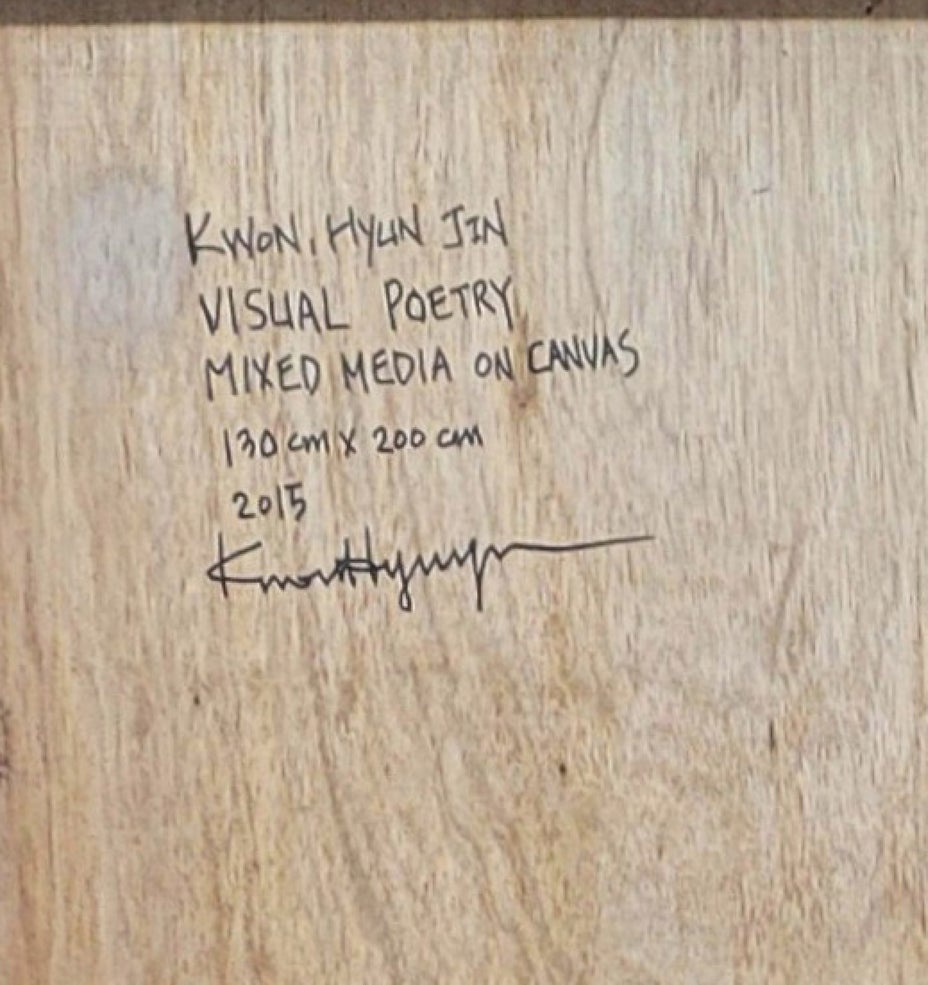 KWON, HYUN JIN
VISUAL POETRY
MIXED MEDIA ON CANVAS
130 cm X 200 cm
2015